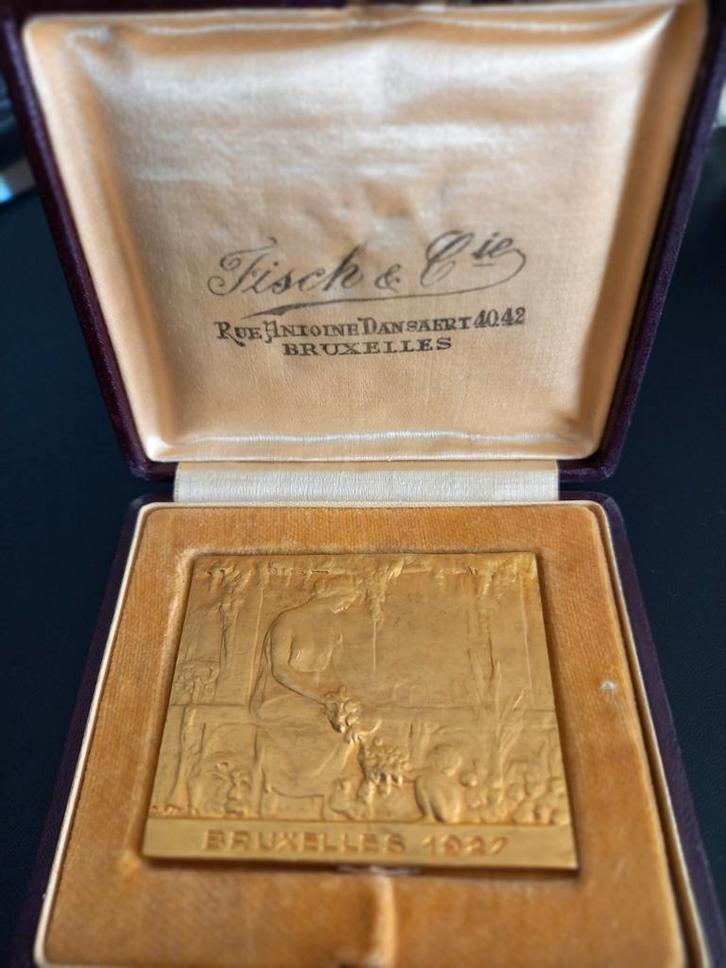 Fisch & Cie
RUE ANTOINE DANSAERT 40.42
BRUXELLES
BRUXELLES 1927